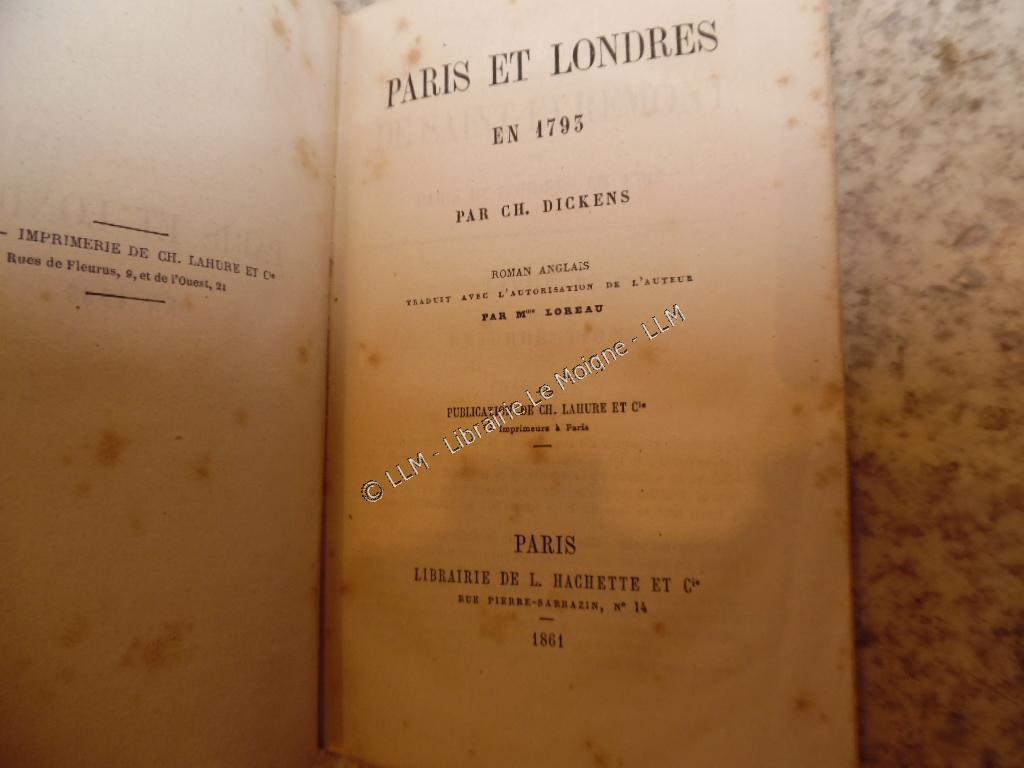 — IMPRIMERIE DE CH. LAHURE ET Cie
Rues de Fleurus, 9, et de l'Ouest, 21
PARIS ET LONDRES
EN 1793
PAR CH. DICKENS
ROMAN ANGLAIS
TRADUIT AVEC L'AUTORISATION DE L'AUTEUR
PAR Mme LOREAU
PUBLICATION DE CH. LAHURE ET Cie
Imprimeurs à Paris
PARIS
LIBRAIRIE DE L. HACHETTE ET Cie
RUE PIERRE-SARRAZIN, N° 14
1861
© LLM - Librairie Le Moigne - LLM